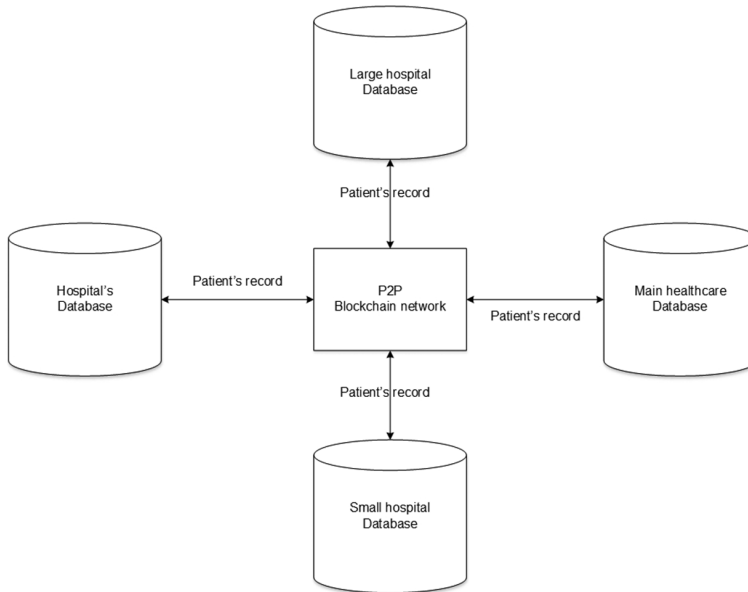 Large hospital
Database
Patient's record
Hospital's
Database
Patient's record
P2P
Blockchain network
Patient's record
Main healthcare
Database
Patient's record
Small hospital
Database